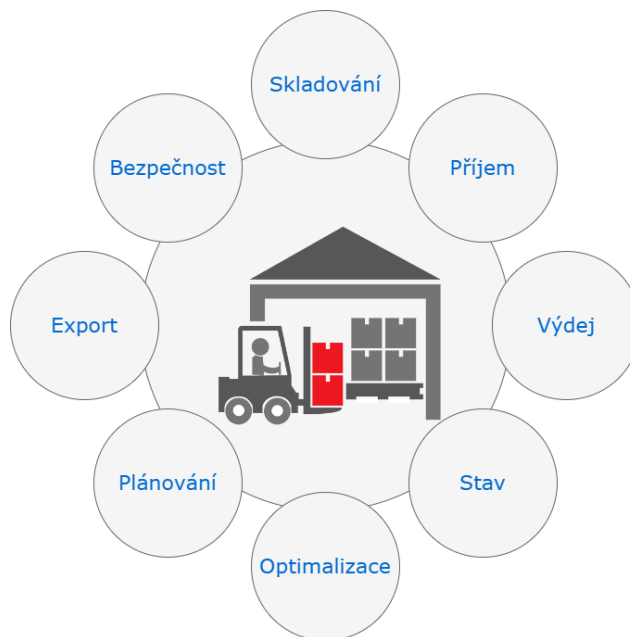 Skladování
Příjem
Výdej
Stav
Optimalizace
Plánování
Export
Bezpečnost